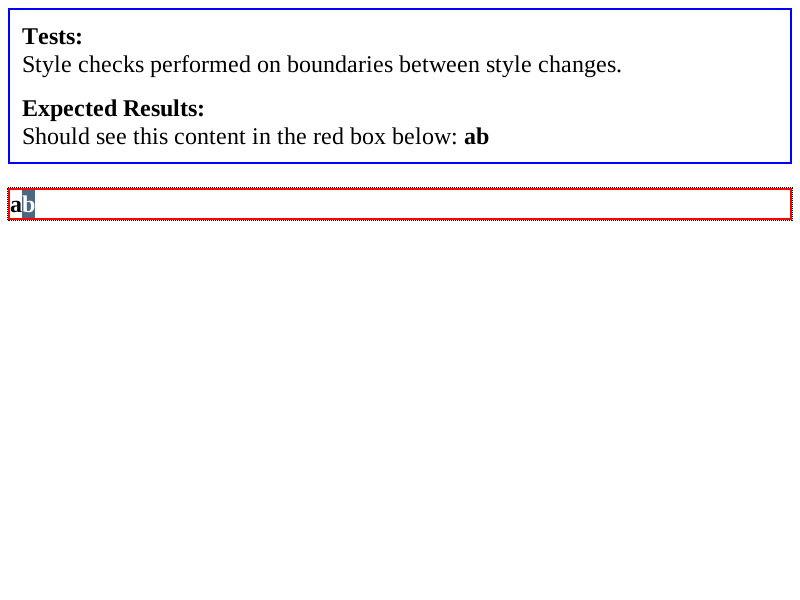 Tests:
Style checks performed on boundaries between style changes.
Expected Results:
Should see this content in the red box below: ab
ab